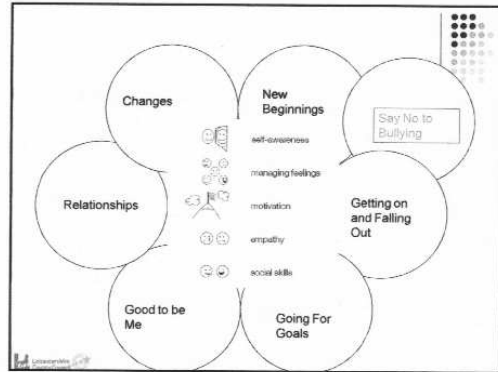 Changes
New
Beginnings
Say No to
Bullying
self-awareness
managing feelings
Relationships
motivation
Getting on
and Falling
Out
empathy
social skills
Good to be
Me
Going For
Goals